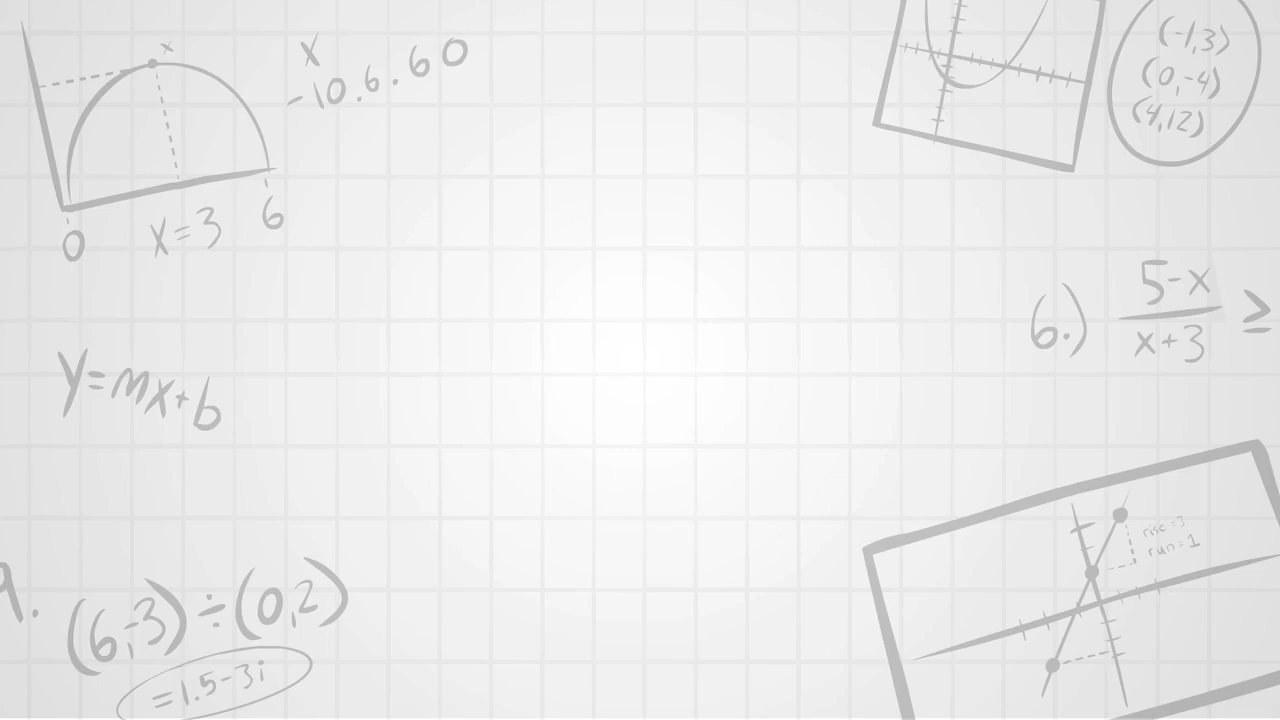 x
0
x=3
6
x
-10.6.60
(-1,3)
(0,-4)
(4,12)
6.) 5-x
x+3 ≥
y=mx+b
9. (6,-3)÷(0,2)
=1.5-3i
rise=3
run=1